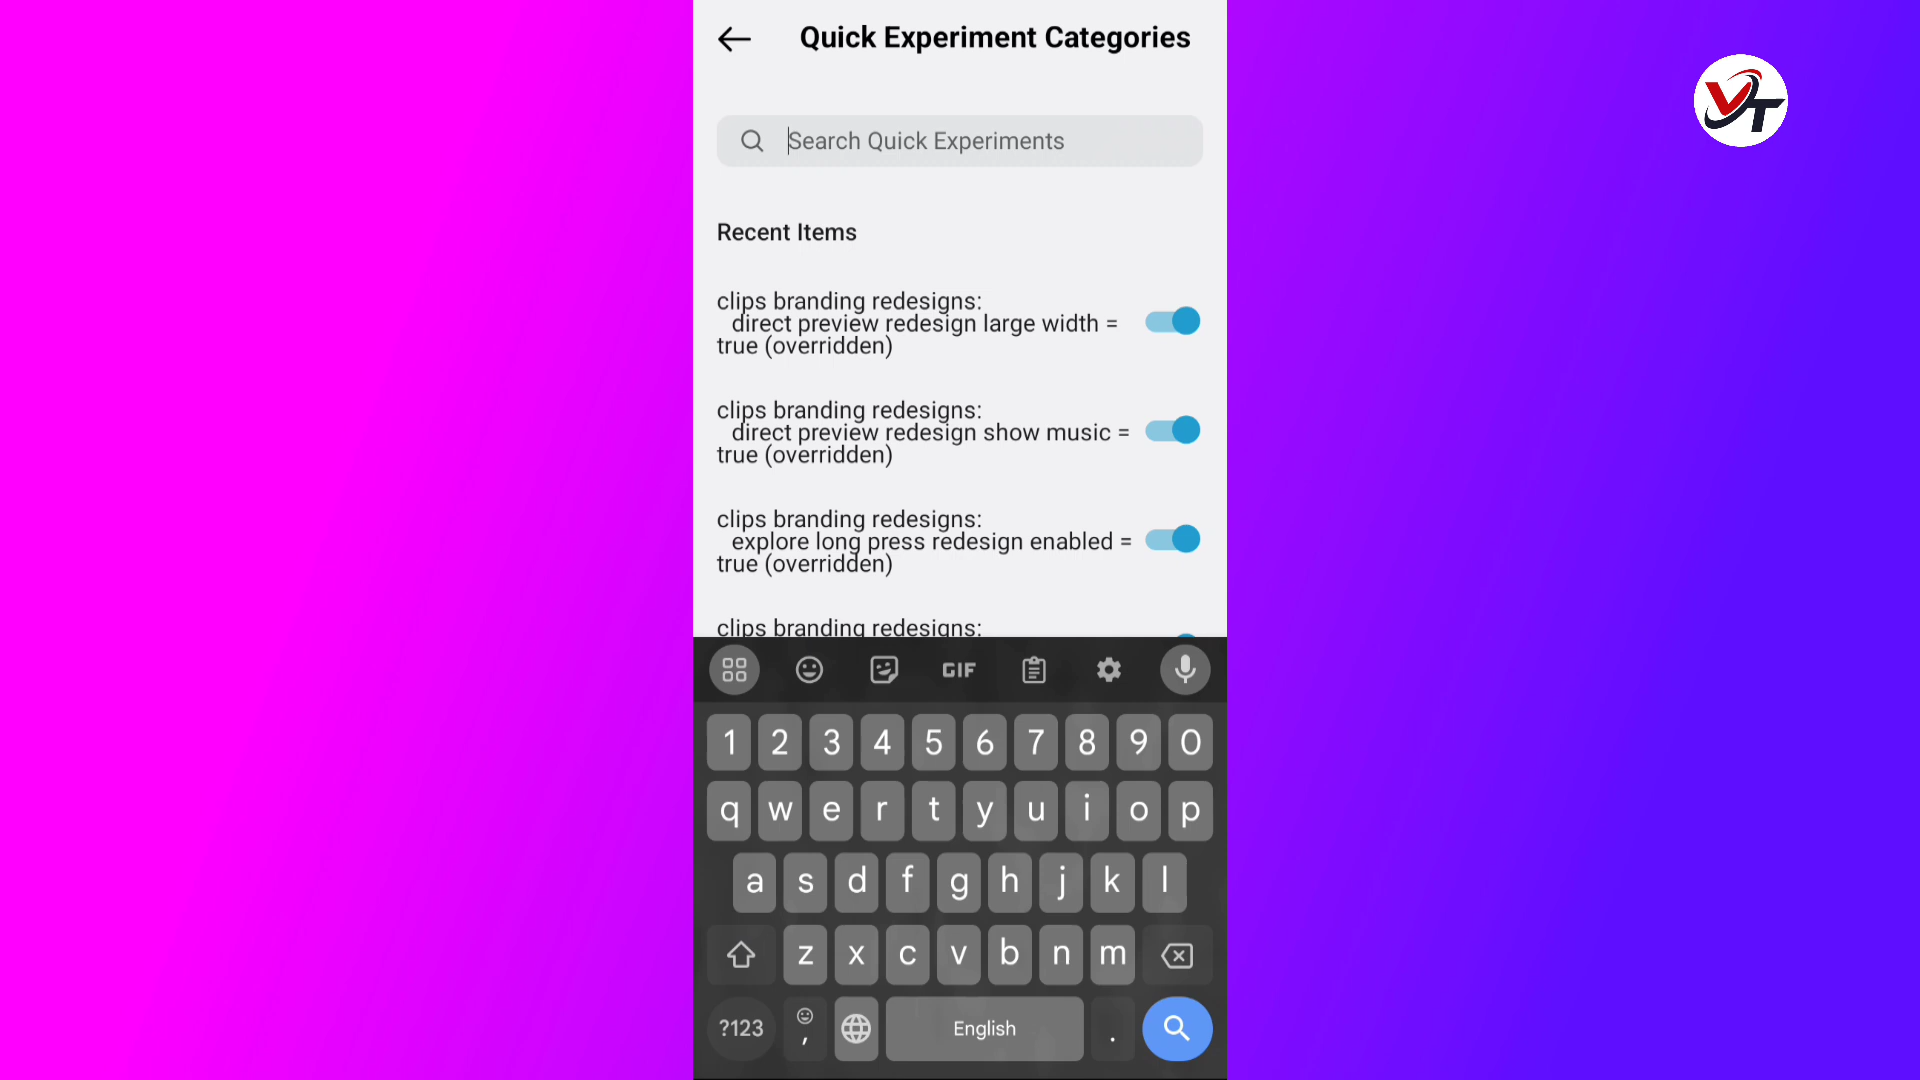 Quick Experiment Categories
VT
Search Quick Experiments
Recent Items
clips branding redesigns:
direct preview redesign large width =
true (overridden)
clips branding redesigns:
direct preview redesign show music =
true (overridden)
clips branding redesigns:
explore long press redesign enabled =
true (overridden)
clips branding redesigns:
GIF
1 2 3 4 5 6 7 8 9 0
q w e r t y u i o p
a s d f g h j k l
z x c v b n m
?123 , English .